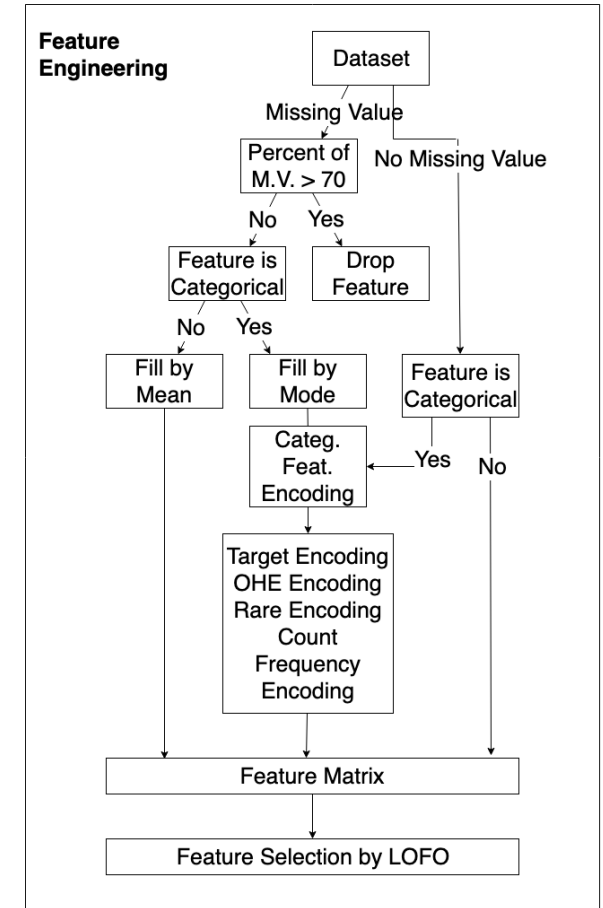 Feature
Engineering
Dataset
Missing Value
Percent of
M.V. > 70
No Missing Value
No
Yes
Feature is
Categorical
Drop
Feature
No
Yes
Fill by
Mean
Fill by
Mode
Feature is
Categorical
Categ.
Feat.
Encoding
Yes
No
Target Encoding
OHE Encoding
Rare Encoding
Count
Frequency
Encoding
Feature Matrix
Feature Selection by LOFO